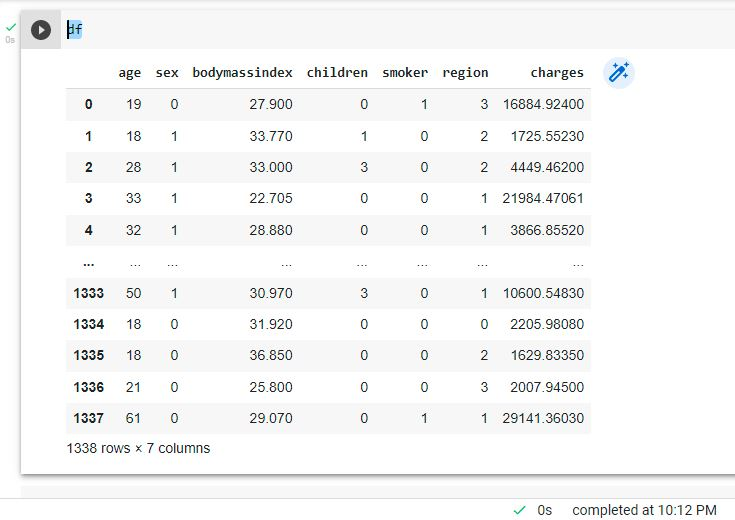 df
0s
age sex bodymassindex children smoker region charges
0 19 0 27.900 0 1 3 16884.92400
1 18 1 33.770 1 0 2 1725.55230
2 28 1 33.000 3 0 2 4449.46200
3 33 1 22.705 0 0 1 21984.47061
4 32 1 28.880 0 0 1 3866.85520
... ... ... ... ... ... ... ...
1333 50 1 30.970 3 0 1 10600.54830
1334 18 0 31.920 0 0 0 2205.98080
1335 18 0 36.850 0 0 2 1629.83350
1336 21 0 25.800 0 0 3 2007.94500
1337 61 0 29.070 0 1 1 29141.36030
1338 rows × 7 columns
0s completed at 10:12 PM